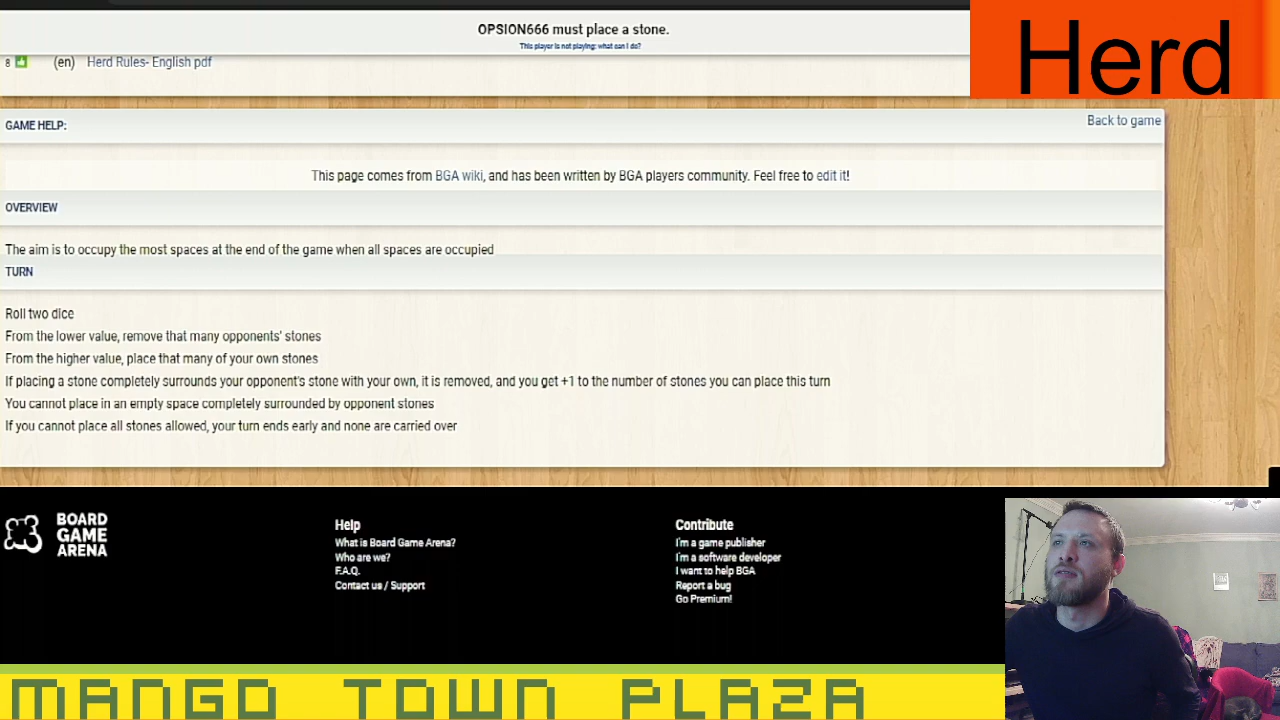 OPSION666 must place a stone.
This player is not playing: what can I do?
Herd
8 (en) Herd Rules- English pdf
GAME HELP:
Back to game
This page comes from BGA wiki, and has been written by BGA players community. Feel free to edit it!
OVERVIEW
The aim is to occupy the most spaces at the end of the game when all spaces are occupied
TURN
Roll two dice
From the lower value, remove that many opponents' stones
From the higher value, place that many of your own stones
If placing a stone completely surrounds your opponent's stone with your own, it is removed, and you get +1 to the number of stones you can place this turn
You cannot place in an empty space completely surrounded by opponent stones
If you cannot place all stones allowed, your turn ends early and none are carried over
BOARD
GAME
ARENA
Help
What is Board Game Arena?
Who are we?
F.A.Q.
Contact us / Support
Contribute
I'm a game publisher
I'm a software developer
I want to help BGA
Report a bug
Go Premium!
MANGO TOWN PLAZA